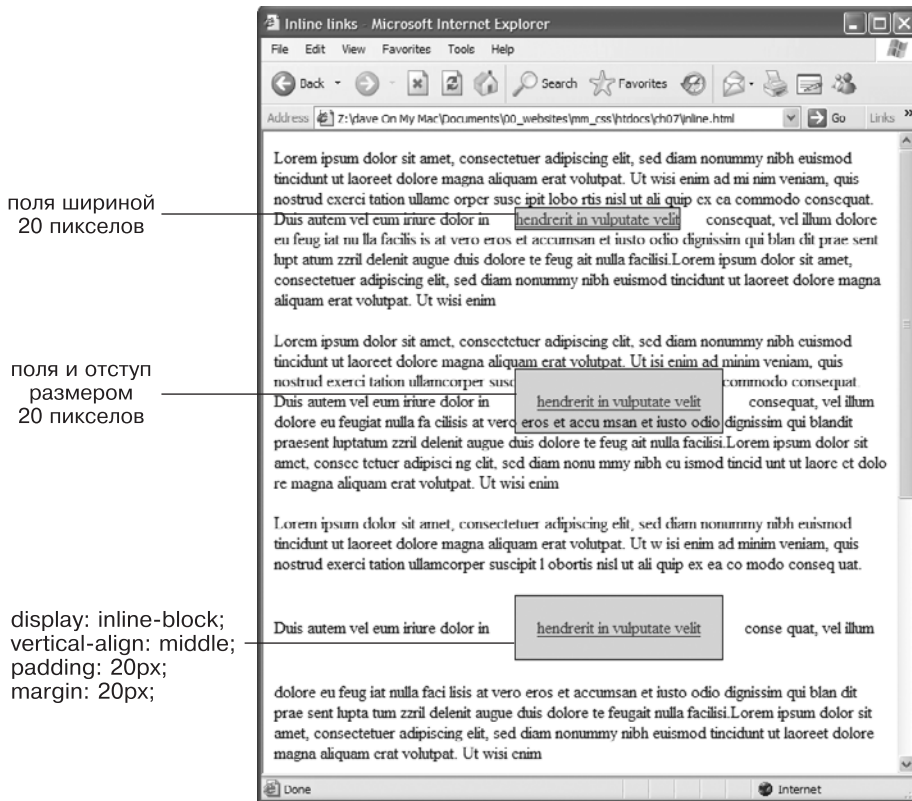 Inline links - Microsoft Internet Explorer
File Edit View Favorites Tools Help
Back Search Favorites
Address Z:\dave On My Mac\Documents\00_websites\mm_css\htdocs\ch07\inline.html Go Links »
Lorem ipsum dolor sit amet, consectetuer adipiscing elit, sed diam nonummy nibh euismod
tincidunt ut laoreet dolore magna aliquam erat volutpat. Ut wisi enim ad mi nim veniam, quis
nostrud exerci tation ullamc orper susc ipit lobo rtis nisl ut ali quip ex ea commodo consequat.
поля шириной
20 пикселов
Duis autem vel eum iriure dolor in hendrerit in vulputate velit consequat, vel illum dolore
eu feug iat nu lla facilis is at vero eros et accumsan et iusto odio dignissim qui blan dit prae sent
lupt atum zzril delenit augue duis dolore te feug ait nulla facilisi.Lorem ipsum dolor sit amet,
consectetuer adipiscing elit, sed diam nonummy nibh euismod tincidunt ut laoreet dolore magna
aliquam erat volutpat. Ut wisi enim
Lorem ipsum dolor sit amet, consectetuer adipiscing elit, sed diam nonummy nibh euismod
tincidunt ut laoreet dolore magna aliquam erat volutpat. Ut isi enim ad minim veniam, quis
nostrud exerci tation ullamcorper susc commodo consequat.
поля и отступ
размером
20 пикселов
Duis autem vel eum iriure dolor in hendrerit in vulputate velit consequat, vel illum
dolore eu feugiat nulla fa cilisis at verc eros et accu msan et iusto odio dignissim qui blandit
praesent luptatum zzril delenit augue duis dolore te feug ait nulla facilisi.Lorem ipsum dolor sit
amet, consec tetuer adipisci ng elit, sed diam nonu mmy nibh eu ismod tincid unt ut laore et dolo
re magna aliquam erat volutpat. Ut wisi enim
Lorem ipsum dolor sit amet, consectetuer adipiscing elit, sed diam nonummy nibh euismod
tincidunt ut laoreet dolore magna aliquam erat volutpat. Ut w isi enim ad minim veniam, quis
nostrud exerci tation ullamcorper suscipit l obortis nisl ut ali quip ex ea co modo conseq uat.
display: inline-block;
vertical-align: middle;
padding: 20px;
margin: 20px;
Duis autem vel eum iriure dolor in hendrerit in vulputate velit conse quat, vel illum
dolore eu feug iat nulla faci lisis at vero eros et accumsan et iusto odio dignissim qui blan dit
prae sent lupta tum zzril delenit augue duis dolore te feugait nulla facilisi.Lorem ipsum dolor sit
amet, consectetuer adipiscing elit, sed diam nonummy nibh euismod tincidunt ut laoreet dolore
magna aliquam erat volutpat. Ut wisi enim
Done Internet